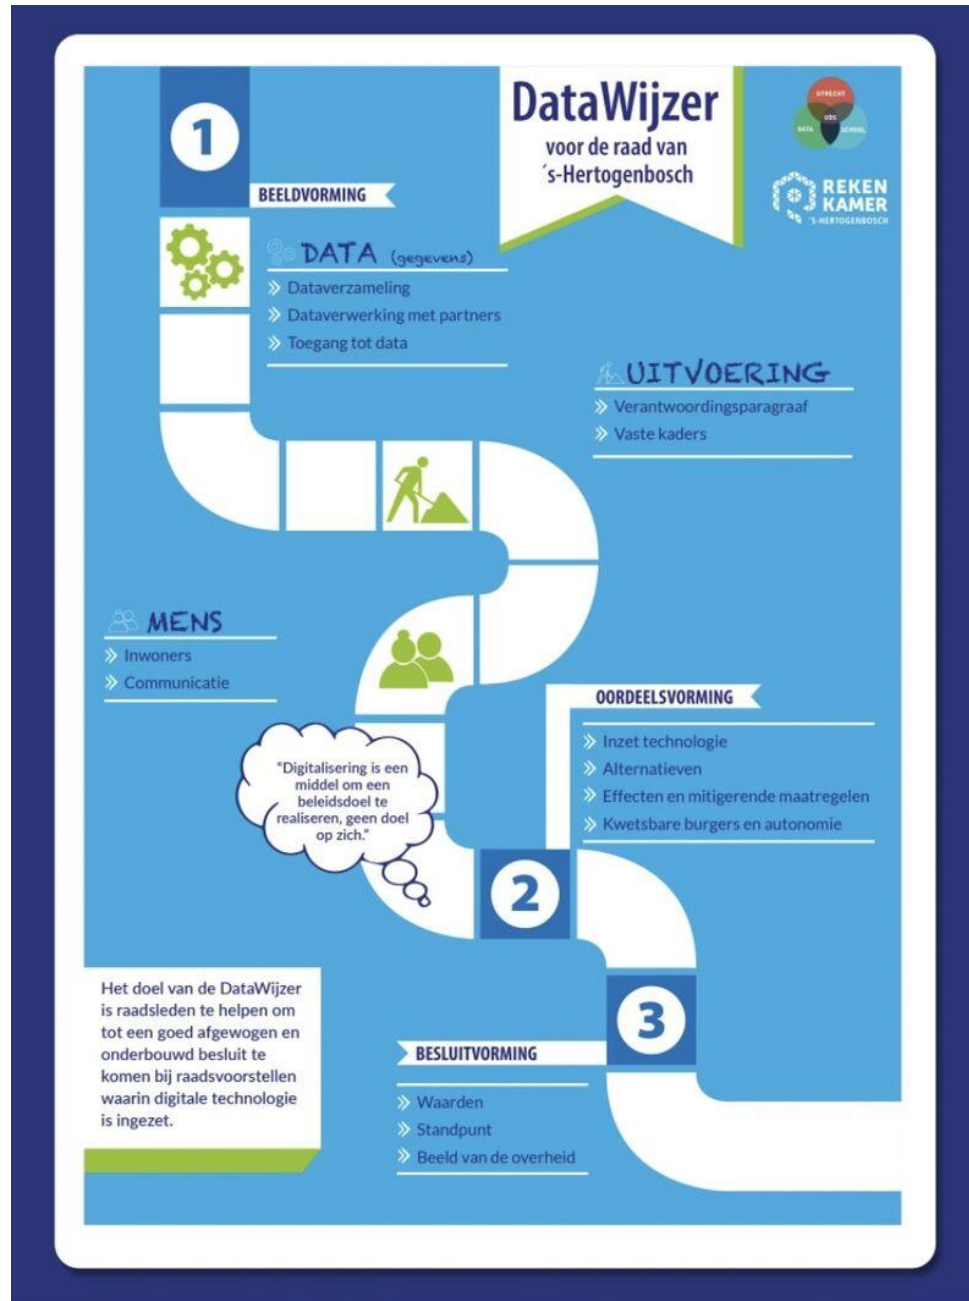 1
DataWijzer
voor de raad van
´s-Hertogenbosch
UTRECHT
UDS
DATA
SCHOOL
REKEN
KAMER
'S-HERTOGENBOSCH
BEELDVORMING
DATA (gegevens)
Dataverzameling
Dataverwerking met partners
Toegang tot data
UITVOERING
Verantwoordingsparagraaf
Vaste kaders
MENS
Inwoners
Communicatie
OORDEELSVORMING
Inzet technologie
Alternatieven
Effecten en mitigerende maatregelen
Kwetsbare burgers en autonomie
"Digitalisering is een
middel om een
beleidsdoel te
realiseren, geen doel
op zich."
2
Het doel van de DataWijzer
is raadsleden te helpen om
tot een goed afgewogen en
onderbouwd besluit te
komen bij raadsvoorstellen
waarin digitale technologie
is ingezet.
3
BESLUITVORMING
Waarden
Standpunt
Beeld van de overheid